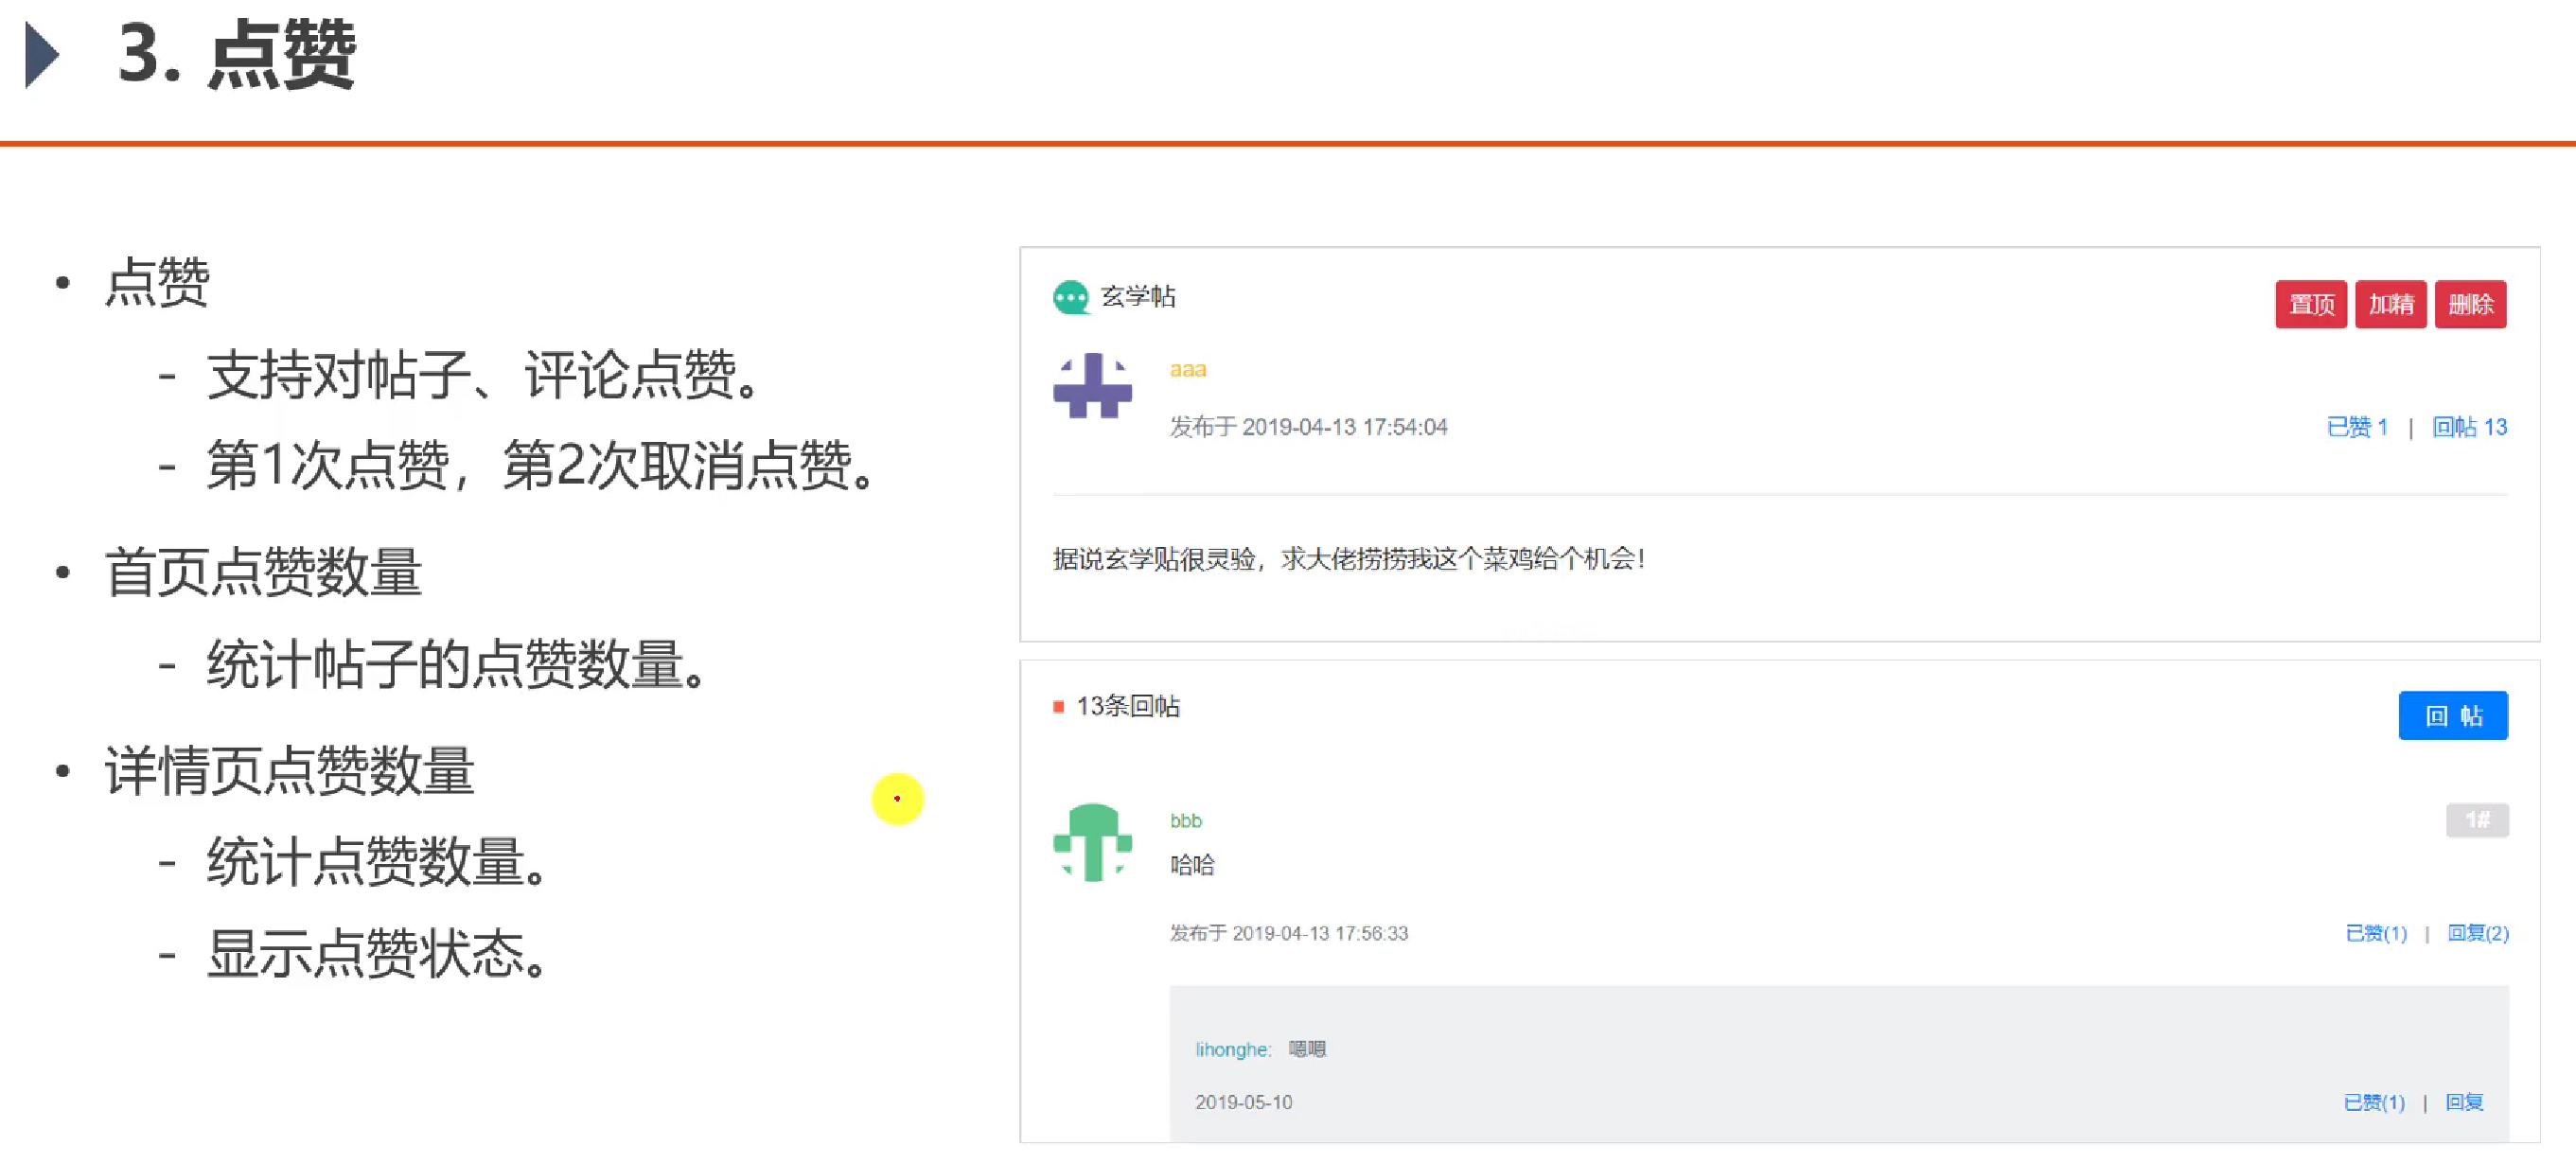 3. 点赞
• 点赞
- 支持对帖子、评论点赞。
- 第1次点赞，第2次取消点赞。
• 首页点赞数量
- 统计帖子的点赞数量。
• 详情页点赞数量
- 统计点赞数量。
- 显示点赞状态。
玄学帖
置顶 加精 删除
aaa
发布于 2019-04-13 17:54:04
已赞 1 | 回帖 13
据说玄学贴很灵验，求大佬捞捞我这个菜鸡给个机会！
13条回帖
回 帖
bbb
1#
哈哈
发布于 2019-04-13 17:56:33
已赞(1) | 回复(2)
lihonghe: 嗯嗯
2019-05-10
已赞(1) | 回复